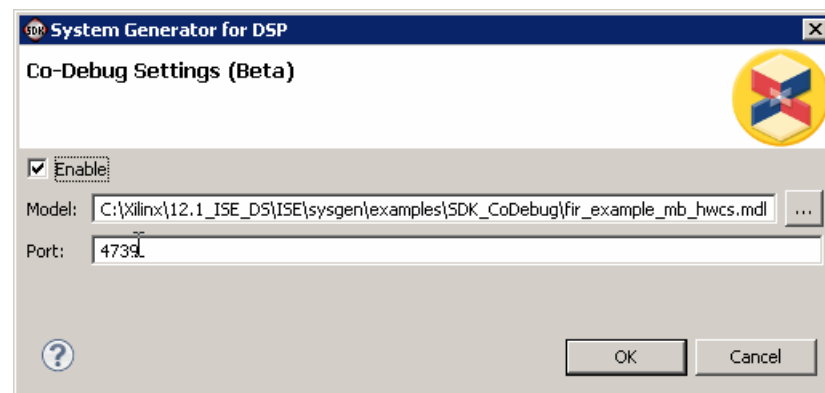 SDK System Generator for DSP
Co-Debug Settings (Beta)
Enable
Model: C:\Xilinx\12.1_ISE_DS\ISE\sysgen\examples\SDK_CoDebug\fir_example_mb_hwcs.mdl ...
Port: 4739
?
OK Cancel